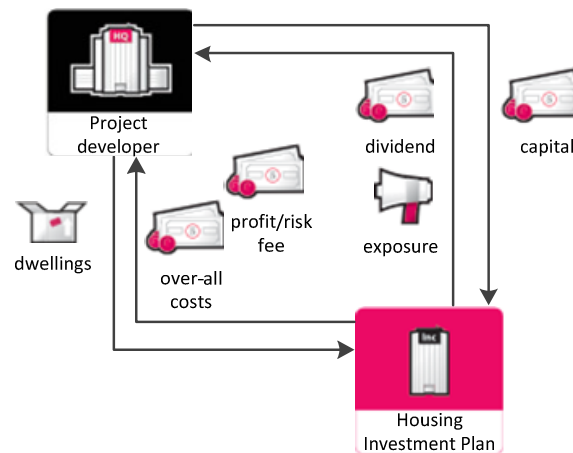 HQ
Project
developer
dividend
capital
profit/risk
fee
exposure
dwellings
over-all
costs
Inc
Housing
Investment Plan